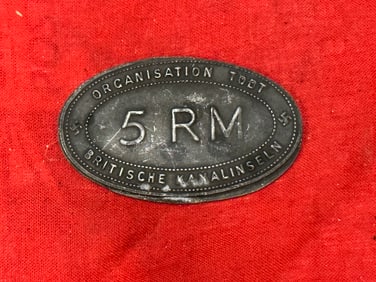 ORGANISATION TODT
5 RM
BRITISCHE KANALINSELN